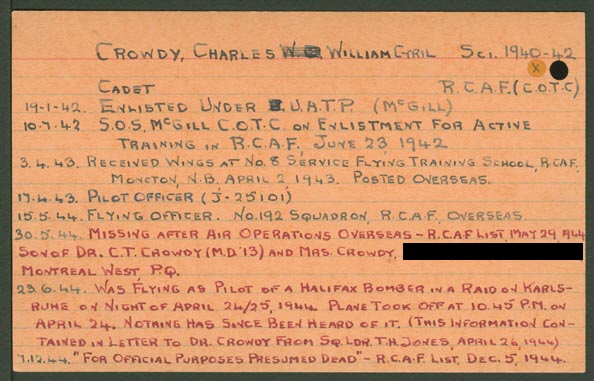 CROWDY, CHARLES WILLIAM CYRIL SCI. 1940-42
X
CADET R.C.A.F. (C.O.T.C)
19-1-42. ENLISTED UNDER U.A.T.P. (MCGILL)
10-7-42 S.O.S. MCGILL C.O.T.C. ON ENLISTMENT FOR ACTIVE
TRAINING IN R.C.A.F., JUNE 23 1942
3.4.43. RECEIVED WINGS AT NO.8 SERVICE FLYING TRAINING SCHOOL, R.C.A.F.
MONCTON, N.B. APRIL 2 1943. POSTED OVERSEAS.
17.4.43. PILOT OFFICER (J-25101)
15.5.44. FLYING OFFICER. NO.192 SQUADRON, R.C.A.F., OVERSEAS.
30.5.44. MISSING AFTER AIR OPERATIONS OVERSEAS - R.C.A.F LIST, MAY 29, 1944
SON OF DR. C.T. CROWDY (M.D.'13) AND MRS. CROWDY,
MONTREAL WEST, P.Q.
23.6.44. WAS FLYING AS PILOT OF A HALIFAX BOMBER IN A RAID ON KARLS-
RUHE ON NIGHT OF APRIL 24/25, 1944. PLANE TOOK OFF AT 10.45 P.M. ON
APRIL 24. NOTHING HAS SINCE BEEN HEARD OF IT. (THIS INFORMATION CON-
TAINED IN LETTER TO DR. CROWDY FROM SQ. LDR. T.H. JONES, APRIL 26, 1944)
7.12.44. "FOR OFFICIAL PURPOSES PRESUMED DEAD" - R.C.A.F. LIST, DEC. 5, 1944.